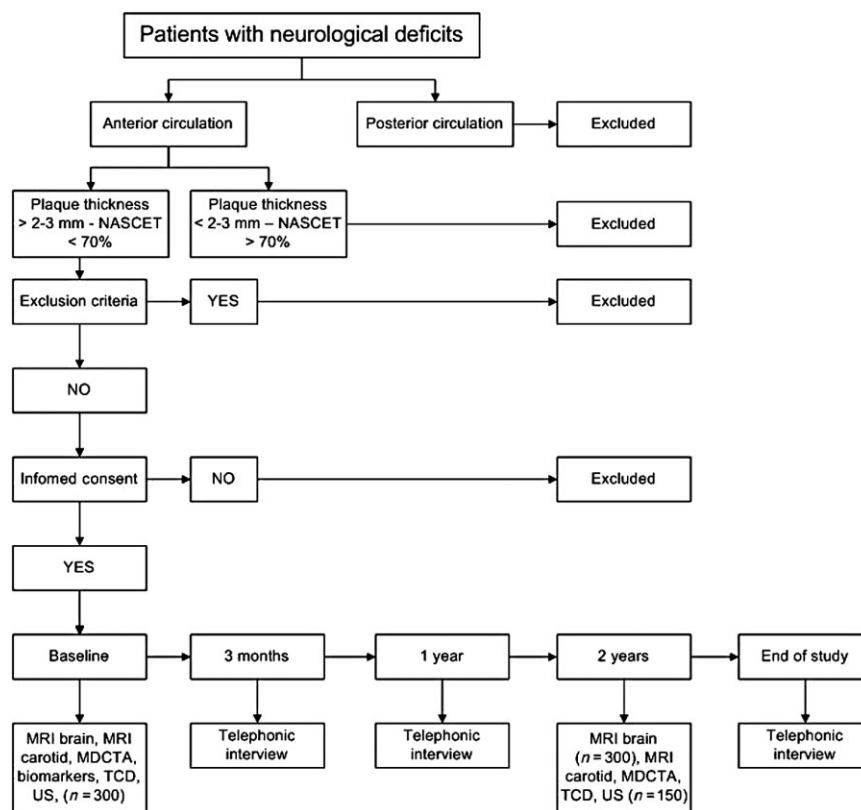 Patients with neurological deficits
Anterior circulation
Posterior circulation
Excluded
Plaque thickness
> 2-3 mm - NASCET
< 70%
Plaque thickness
< 2-3 mm – NASCET
> 70%
Excluded
Exclusion criteria
YES
Excluded
NO
Infomed consent
NO
Excluded
YES
Baseline
3 months
1 year
2 years
End of study
MRI brain, MRI
carotid, MDCTA,
biomarkers, TCD,
US, (n = 300)
Telephonic
interview
Telephonic
interview
MRI brain
(n = 300), MRI
carotid, MDCTA,
TCD, US (n = 150)
Telephonic
interview